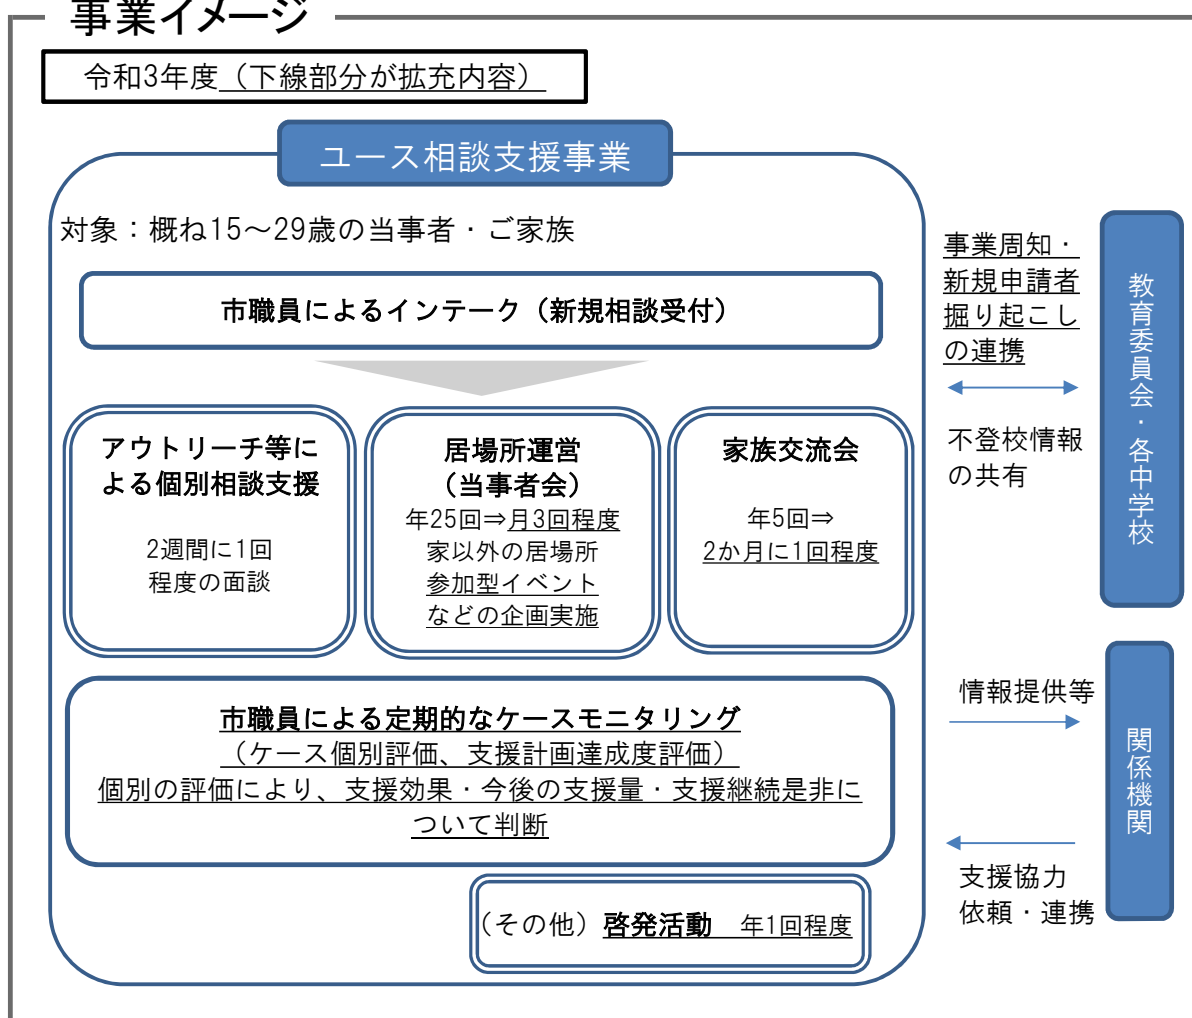 事業イメージ
令和3年度（下線部分が拡充内容）
ユース相談支援事業
対象：概ね15～29歳の当事者・ご家族
市職員によるインテーク（新規相談受付）
アウトリーチ等に
よる個別相談支援
2週間に1回
程度の面談
居場所運営
（当事者会）
年25回⇒月3回程度
家以外の居場所
参加型イベント
などの企画実施
家族交流会
年5回⇒
2か月に1回程度
市職員による定期的なケースモニタリング
（ケース個別評価、支援計画達成度評価）
個別の評価により、支援効果・今後の支援量・支援継続是非に
ついて判断
（その他）啓発活動　年1回程度
事業周知・
新規申請者
掘り起こし
の連携
不登校情報
の共有
教育委員会・各中学校
情報提供等
支援協力
依頼・連携
関係機関